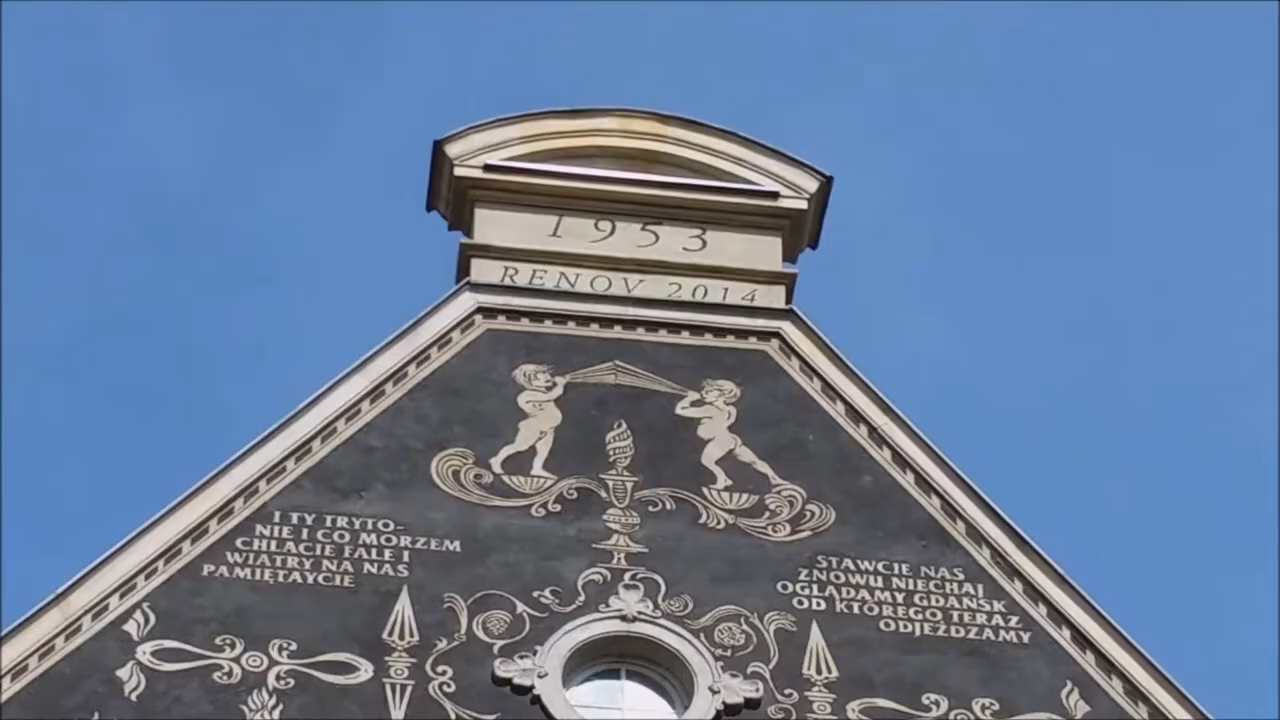 1953
RENOV 2014
I TY TRYTO-
NIE I CO MORZEM
CHLACIE FALE I
WIATRY NA NAS
PAMIĘTAYCIE
STAWCIE NAS
ZNOWU NIECHAJ
OGLĄDAMY GDAŃSK
OD KTÓREGO TERAZ
ODJEŻDZAMY